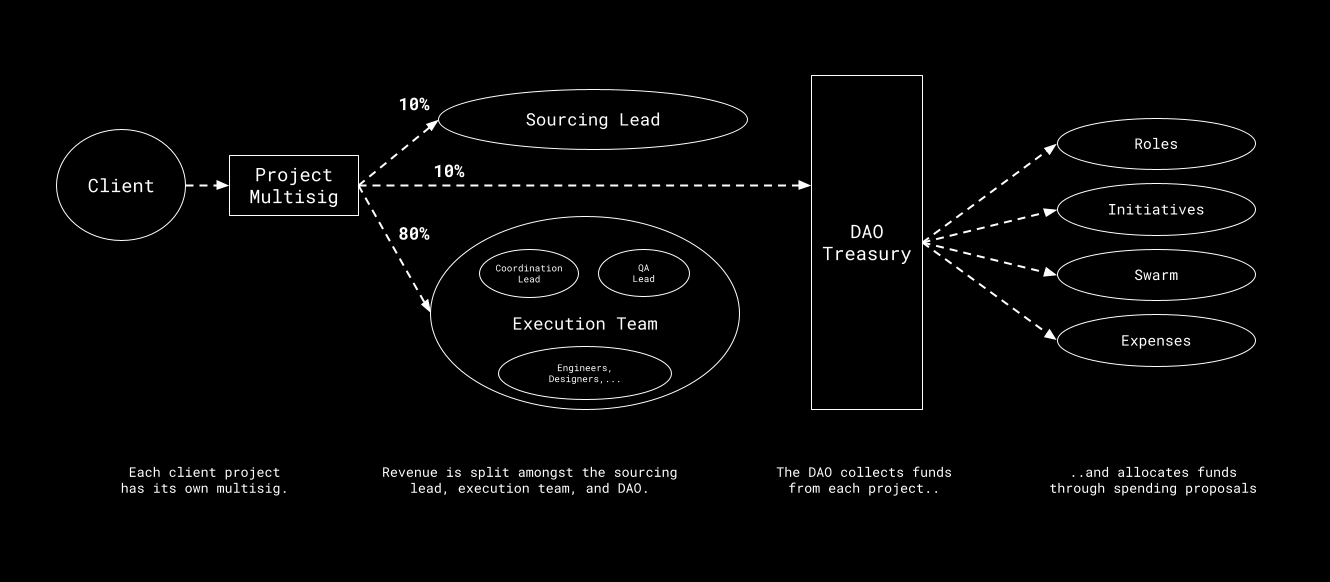 10%
Sourcing Lead
Client
Project
Multisig
10%
80%
Coordination
Lead
QA
Lead
Execution Team
Engineers,
Designers,...
DAO
Treasury
Roles
Initiatives
Swarm
Expenses
Each client project
has its own multisig.
Revenue is split amongst the sourcing
lead, execution team, and DAO.
The DAO collects funds
from each project..
..and allocates funds
through spending proposals